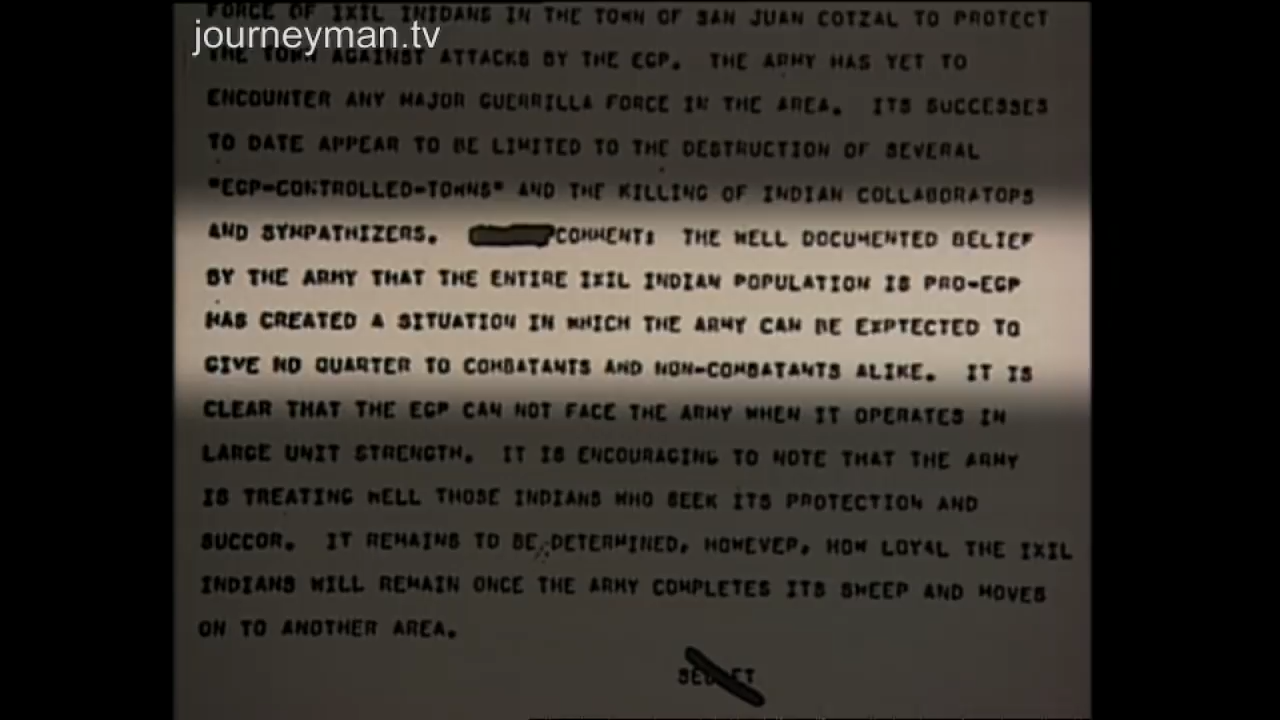 FORCE OF IXIL INIDANS IN THE TOWN OF SAN JUAN COTZAL TO PROTECT
journeyman.tv
THE TOWN AGAINST ATTACKS BY THE EGP. THE ARMY HAS YET TO
ENCOUNTER ANY MAJOR GUERRILLA FORCE IN THE AREA. ITS SUCCESSES
TO DATE APPEAR TO BE LIMITED TO THE DESTRUCTION OF SEVERAL
"EGP-CONTROLLED-TOWNS" AND THE KILLING OF INDIAN COLLABORATORS
AND SYMPATHIZERS. COMMENT: THE WELL DOCUMENTED BELIEF
BY THE ARMY THAT THE ENTIRE IXIL INDIAN POPULATION IS PRO-EGP
HAS CREATED A SITUATION IN WHICH THE ARMY CAN BE EXPTECTED TO
GIVE NO QUARTER TO COMBATANTS AND NON-COMBATANTS ALIKE. IT IS
CLEAR THAT THE EGP CAN NOT FACE THE ARMY WHEN IT OPERATES IN
LARGE UNIT STRENGTH. IT IS ENCOURAGING TO NOTE THAT THE ARMY
IS TREATING WELL THOSE INDIANS WHO SEEK ITS PROTECTION AND
SUCCOR. IT REMAINS TO BE DETERMINED, HOWEVER, HOW LOYAL THE IXIL
INDIANS WILL REMAIN ONCE THE ARMY COMPLETES ITS SWEEP AND MOVES
ON TO ANOTHER AREA.
SECRET